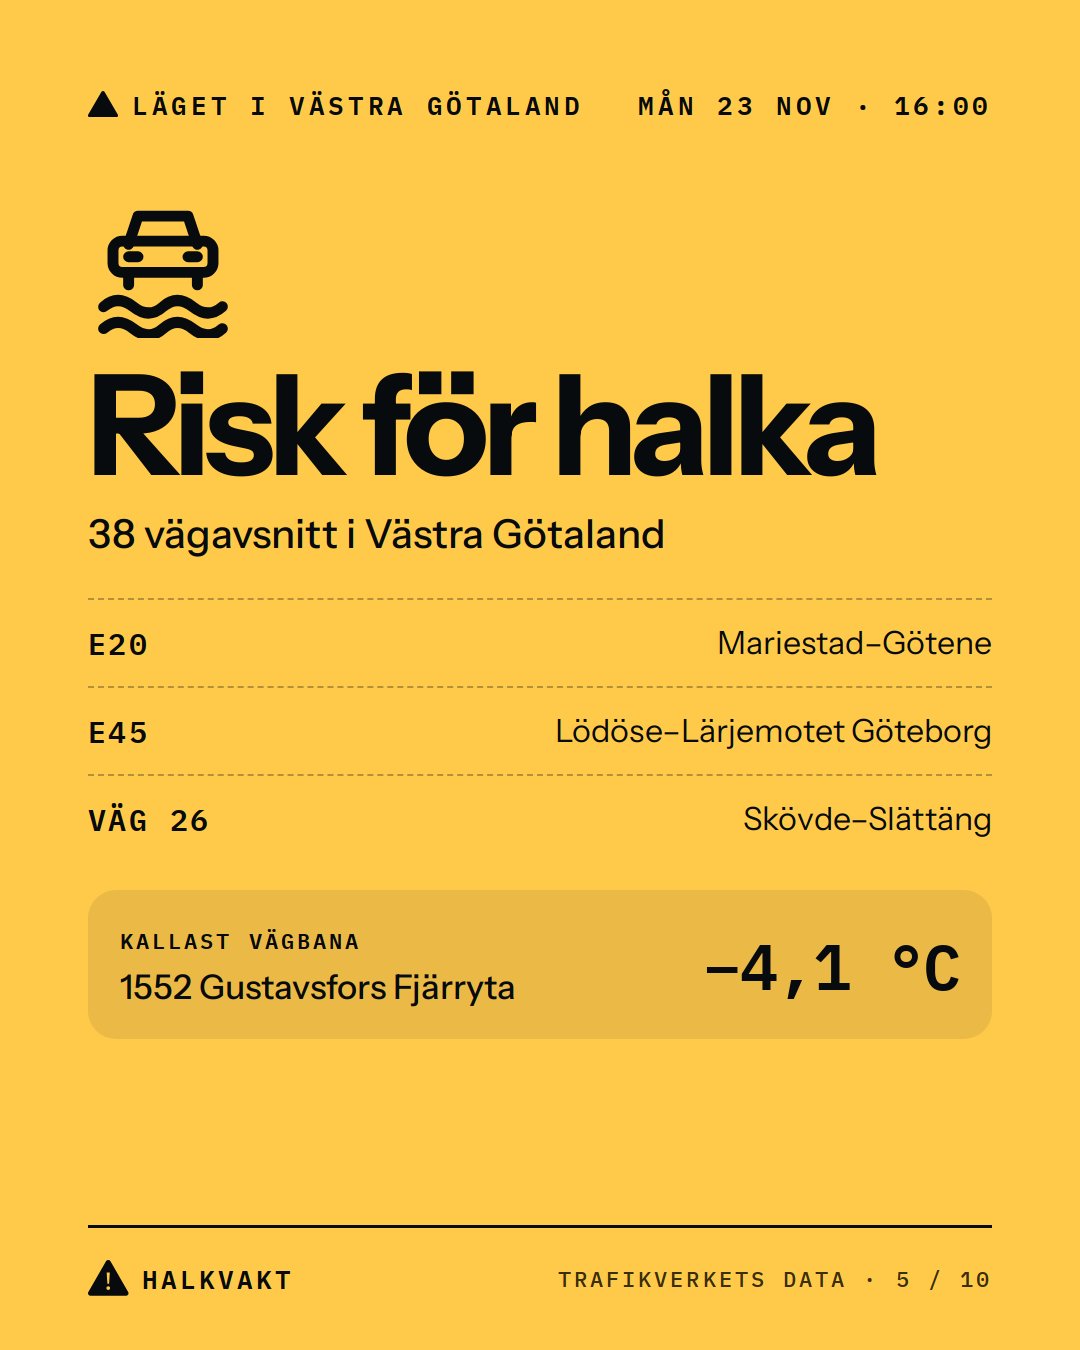 LÄGET I VÄSTRA GÖTALAND MÅN 23 NOV · 16:00
Risk för halka
38 vägavsnitt i Västra Götaland
E20 Mariestad–Götene
E45 Lödöse–Lärjemotet Göteborg
VÄG 26 Skövde–Slättäng
KALLAST VÄGBANA
1552 Gustavsfors Fjärryta
−4,1 °C
HALKVAKT TRAFIKVERKETS DATA · 5 / 10